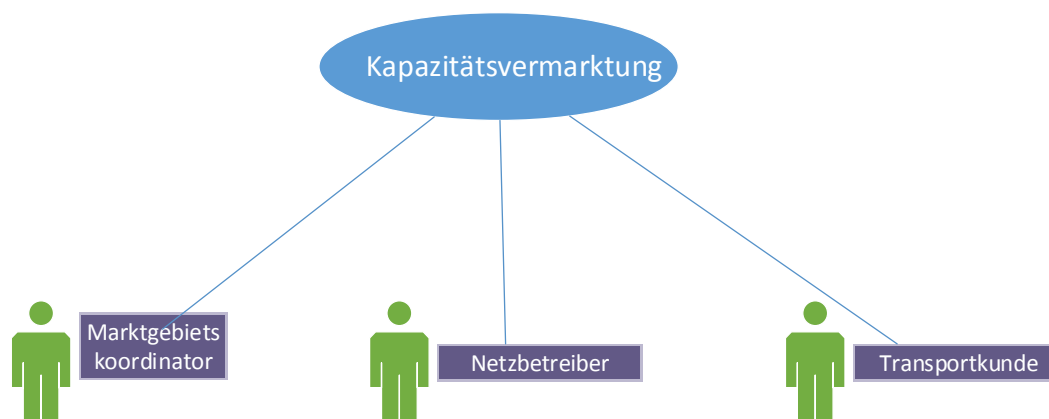 Kapazitätsvermarktung
Marktgebiets
koordinator
Netzbetreiber
Transportkunde